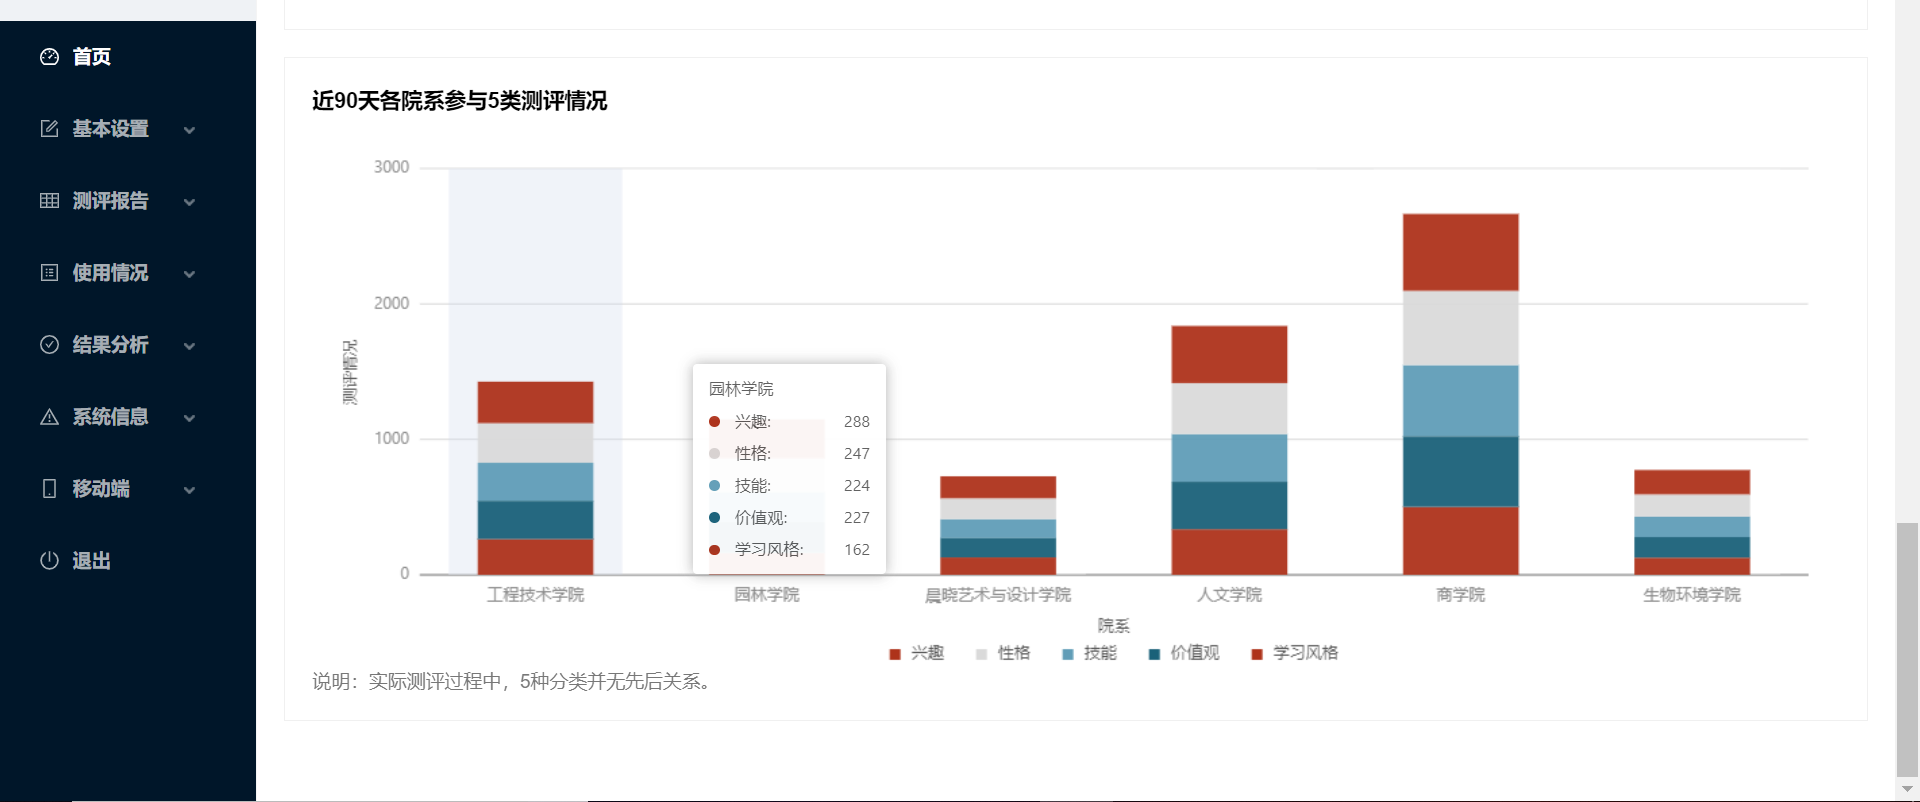 首页
基本设置
测评报告
使用情况
结果分析
系统信息
移动端
退出
近90天各院系参与5类测评情况
3000
2000
1000
0
测评情况
园林学院
兴趣: 288
性格: 247
技能: 224
价值观: 227
学习风格: 162
工程技术学院 园林学院 晨晓艺术与设计学院 人文学院 商学院 生物环境学院
院系
兴趣 性格 技能 价值观 学习风格
说明：实际测评过程中，5种分类并无先后关系。